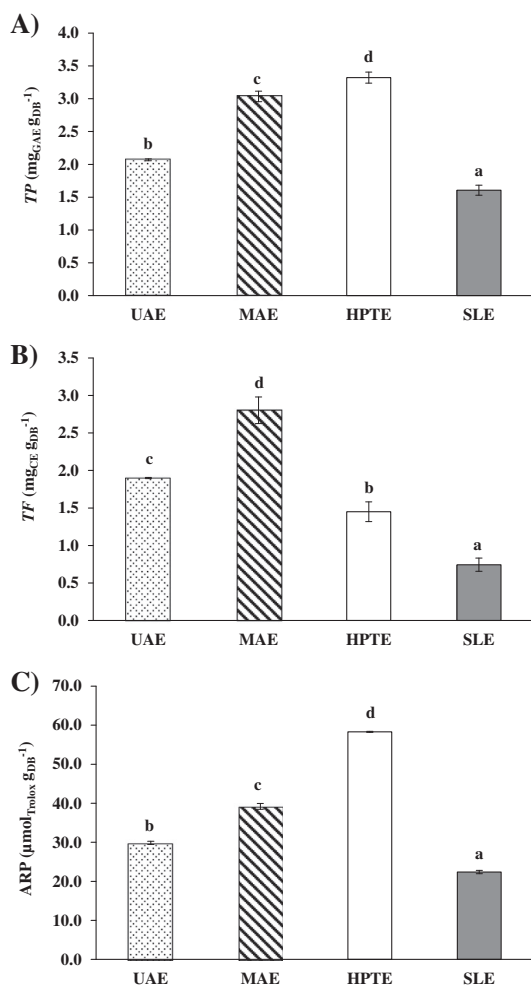 A)
TP (mgGAE gDB-1)
4.0
3.5
3.0
2.5
2.0
1.5
1.0
0.5
0.0
b
c
d
a
UAE MAE HPTE SLE
B)
TF (mgCE gDB-1)
3.5
3.0
2.5
2.0
1.5
1.0
0.5
0.0
c
d
b
a
UAE MAE HPTE SLE
C)
ARP (µmolTrolox gDB-1)
70.0
60.0
50.0
40.0
30.0
20.0
10.0
0.0
b
c
d
a
UAE MAE HPTE SLE